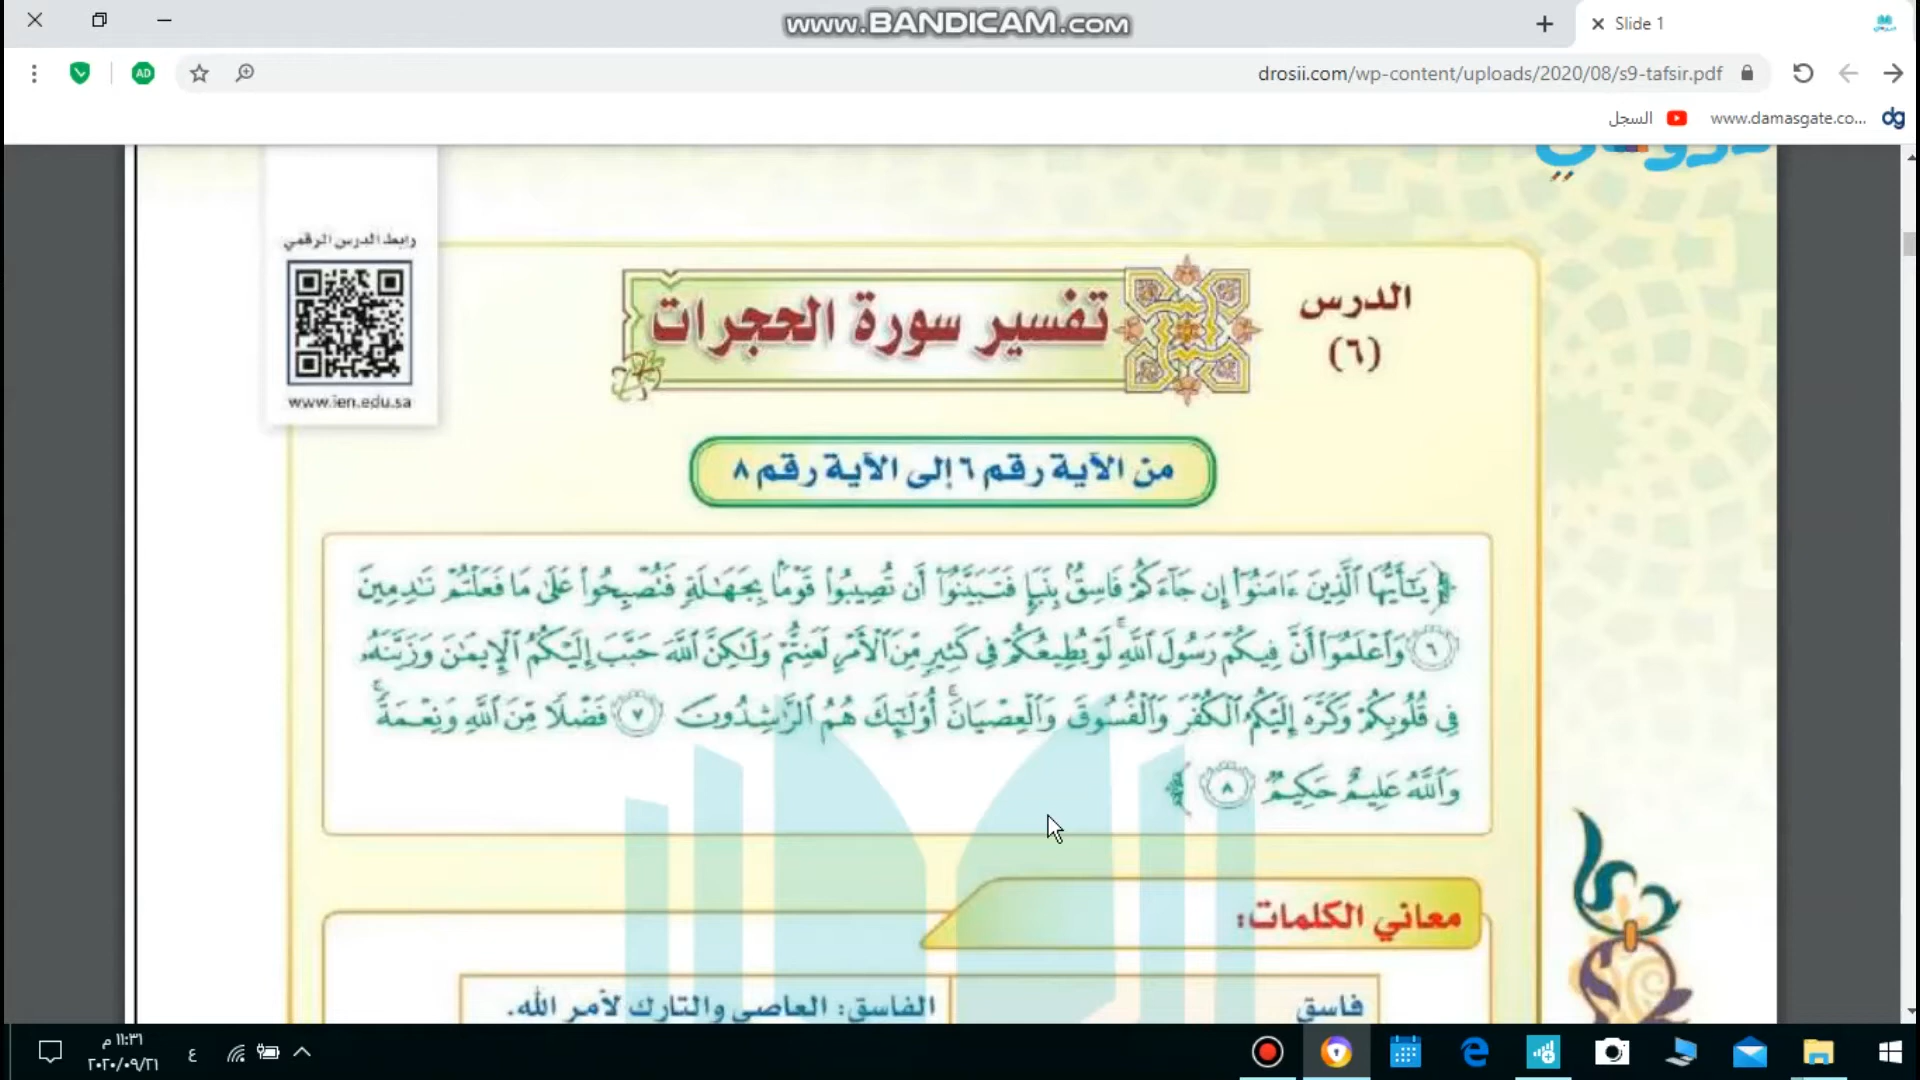 www.BANDICAM.com
Slide 1
drosii.com/wp-content/uploads/2020/08/s9-tafsir.pdf
AD
www.damasgate.co...
السجل
رابط الدرس الرقمي
www.ien.edu.sa
الدرس
(٦)
تفسير سورة الحجرات
من الآية رقم ٦ إلى الآية رقم ٨
﴿ يَٰٓأَيُّهَا ٱلَّذِينَ ءَامَنُوٓا۟ إِن جَآءَكُمْ فَاسِقٌۢ بِنَبَإٍ فَتَبَيَّنُوٓا۟ أَن تُصِيبُوا۟ قَوْمًۢا بِجَهَٰلَةٍ فَتُصْبِحُوا۟ عَلَىٰ مَا فَعَلْتُمْ نَٰدِمِينَ
٦ وَٱعْلَمُوٓا۟ أَنَّ فِيكُمْ رَسُولَ ٱللَّهِ ۚ لَوْ يُطِيعُكُمْ فِى كَثِيرٍ مِّنَ ٱلْأَمْرِ لَعَنِتُّمْ وَلَٰكِنَّ ٱللَّهَ حَبَّبَ إِلَيْكُمُ ٱلْإِيمَٰنَ وَزَيَّنَهُۥ
فِى قُلُوبِكُمْ وَكَرَّهَ إِلَيْكُمُ ٱلْكُفْرَ وَٱلْفُسُوقَ وَٱلْعِصْيَانَ ۚ أُو۟لَٰٓئِكَ هُمُ ٱلرَّٰشِدُونَ ٧ فَضْلًا مِّنَ ٱللَّهِ وَنِعْمَةً ۚ
وَٱللَّهُ عَلِيمٌ حَكِيمٌ ٨ ﴾
معاني الكلمات:
فاسق
الفاسق: العاصي والتارك لأمر الله.
١١:٣١ م
٢٠٢٠/٠٩/٢١
ع